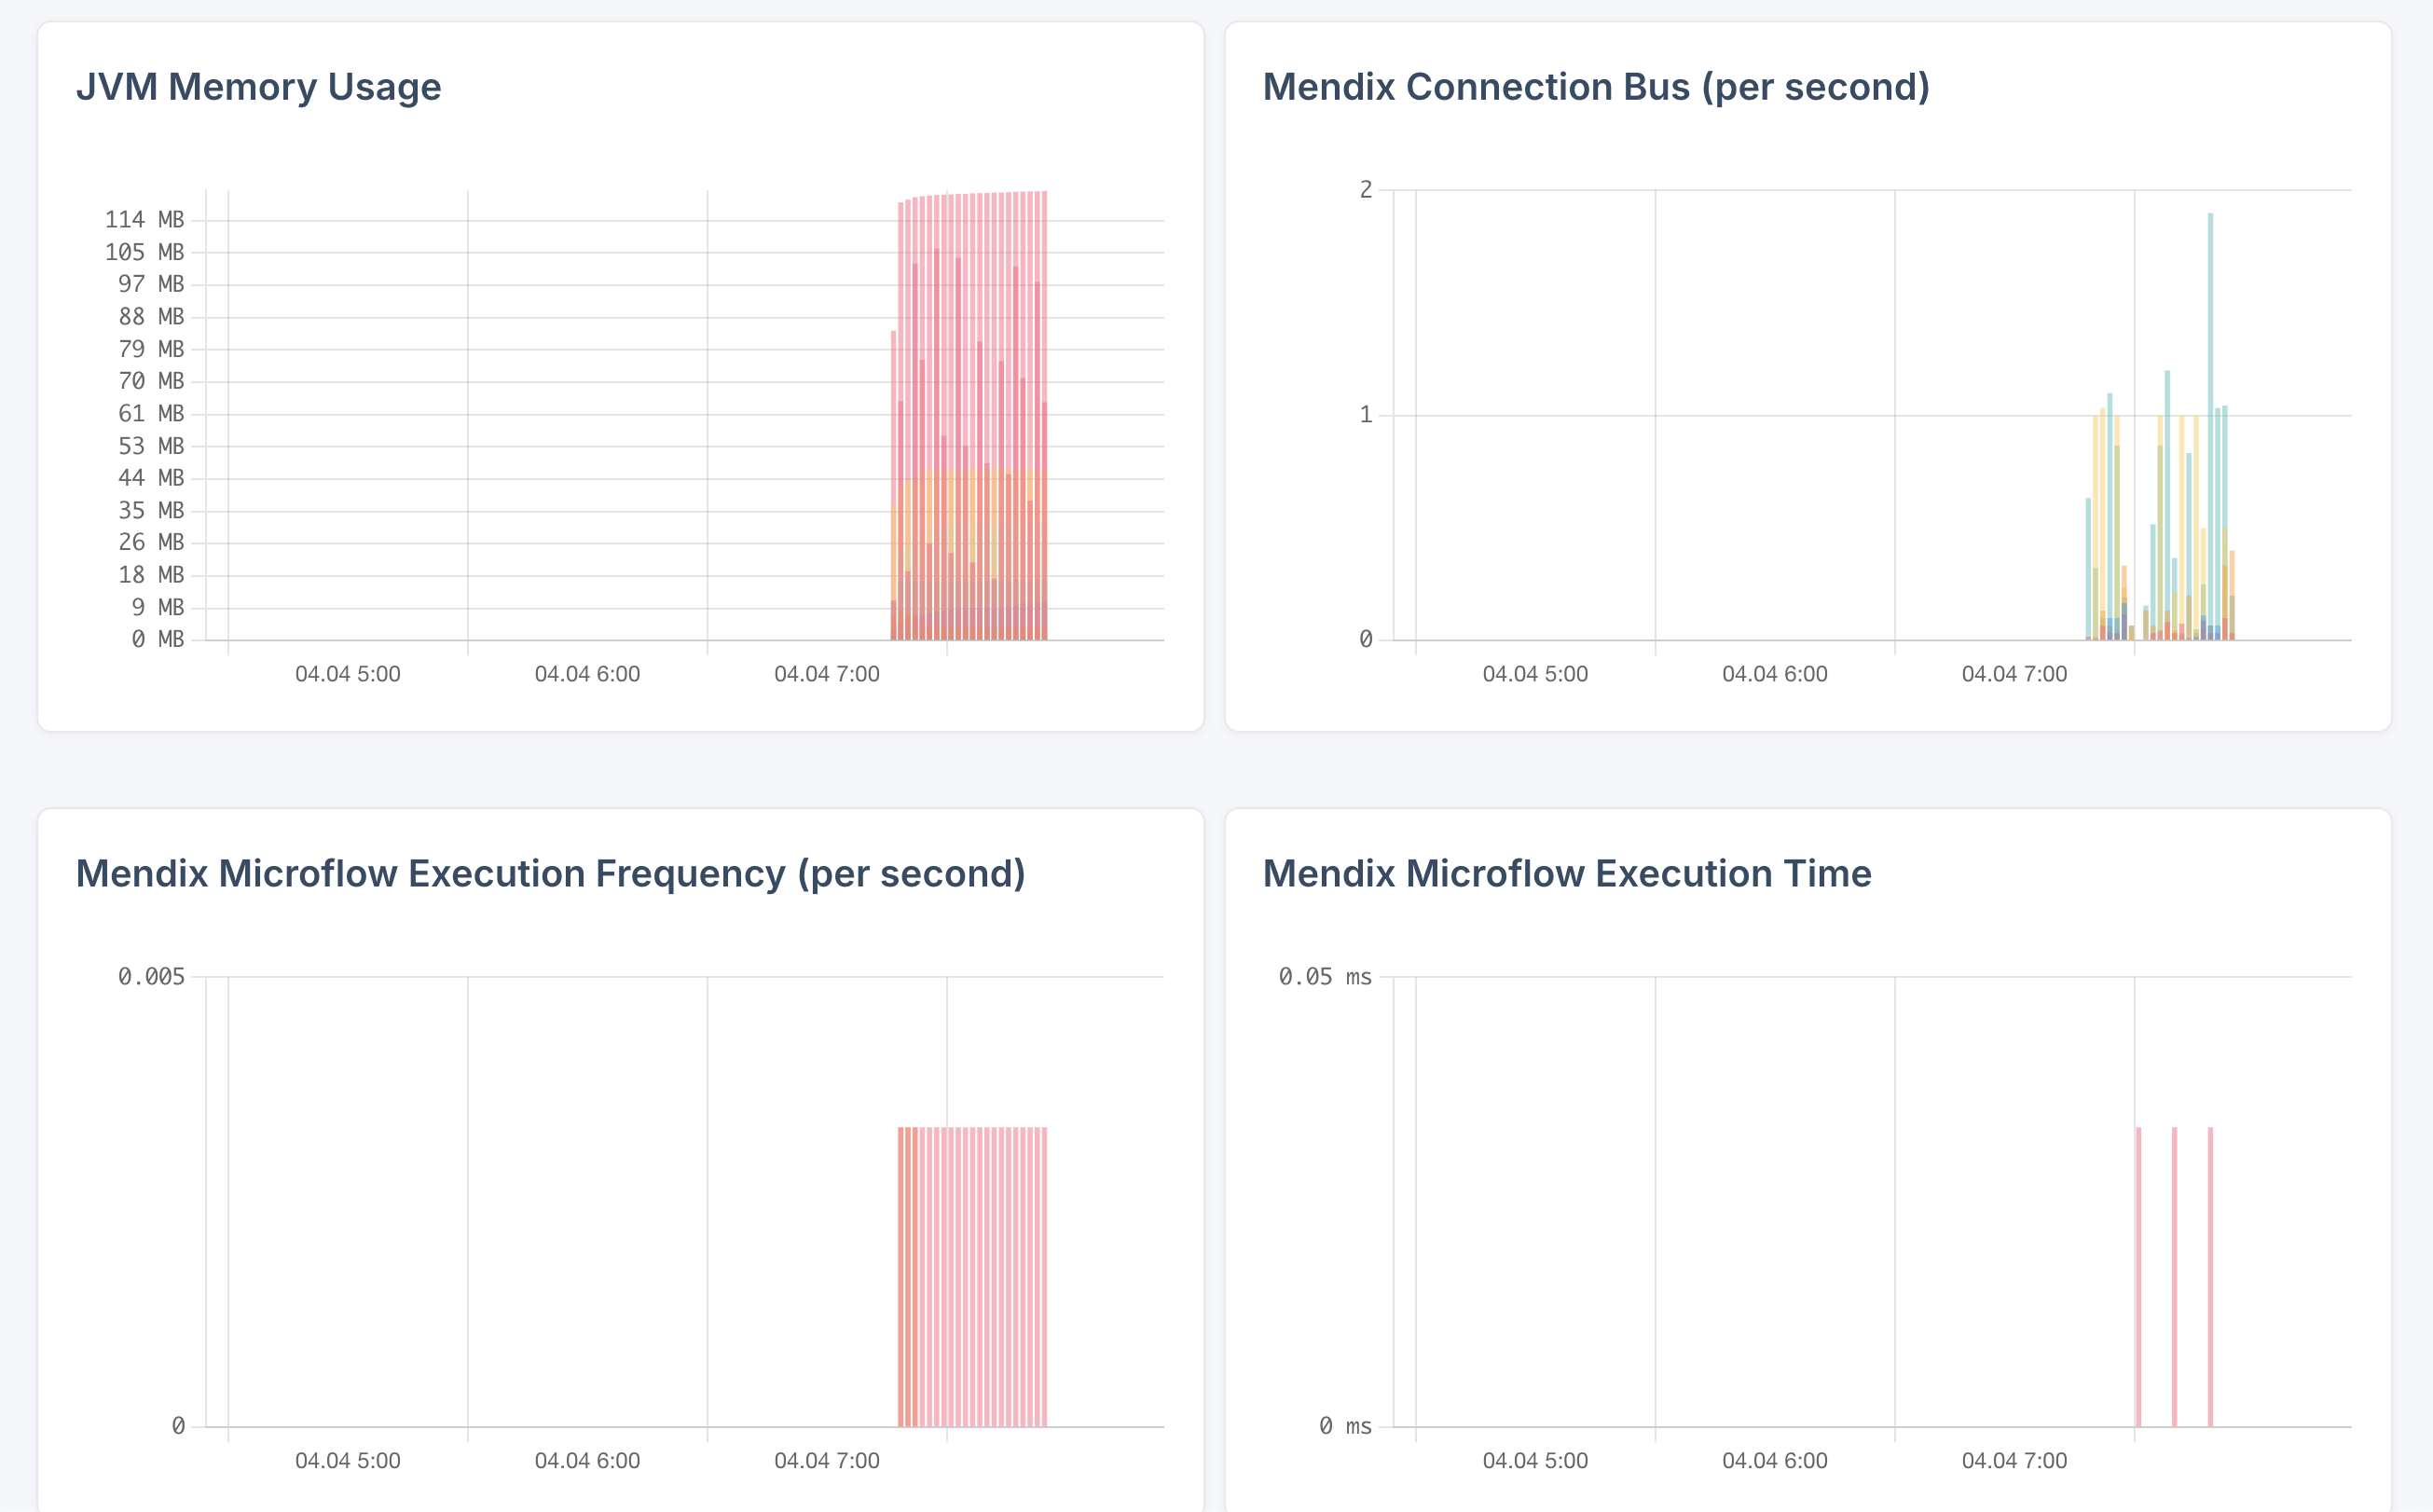 JVM Memory Usage
114 MB
105 MB
97 MB
88 MB
79 MB
70 MB
61 MB
53 MB
44 MB
35 MB
26 MB
18 MB
9 MB
0 MB
04.04 5:00
04.04 6:00
04.04 7:00
Mendix Connection Bus (per second)
2
1
0
04.04 5:00
04.04 6:00
04.04 7:00
Mendix Microflow Execution Frequency (per second)
0.005
0
04.04 5:00
04.04 6:00
04.04 7:00
Mendix Microflow Execution Time
0.05 ms
0 ms
04.04 5:00
04.04 6:00
04.04 7:00